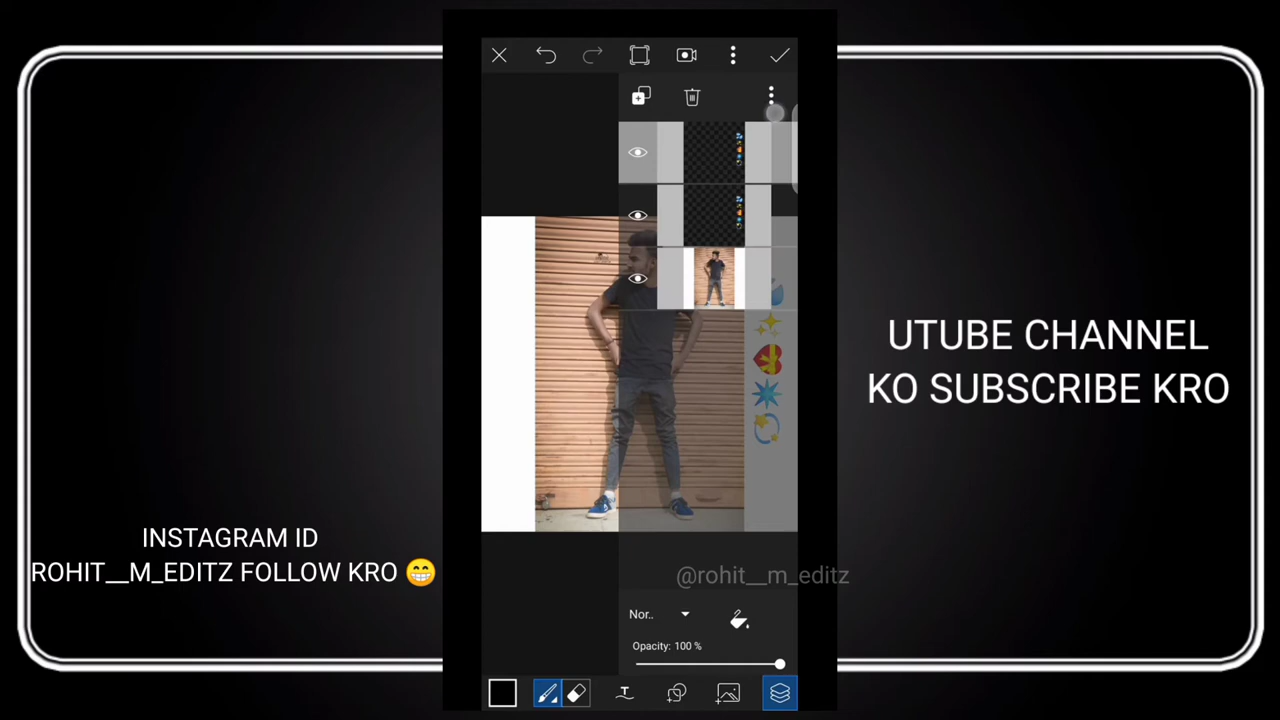 UTUBE CHANNEL
KO SUBSCRIBE KRO
INSTAGRAM ID
ROHIT__M_EDITZ FOLLOW KRO 😁
@rohit__m_editz
Nor..
Opacity: 100 %
T